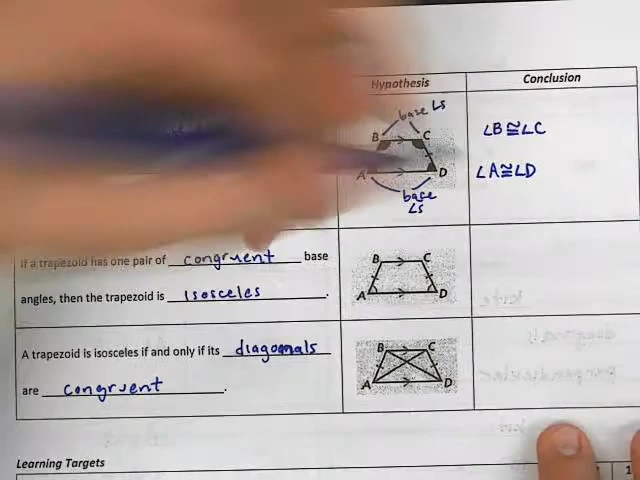 Hypothesis Conclusion
base ∠s
B C
∠B≅∠C
A D
∠A≅∠D
base
∠s
If a trapezoid has one pair of congruent base
angles, then the trapezoid is isosceles.
B C
A D
A trapezoid is isosceles if and only if its diagonals
are congruent.
B C
A D
Learning Targets